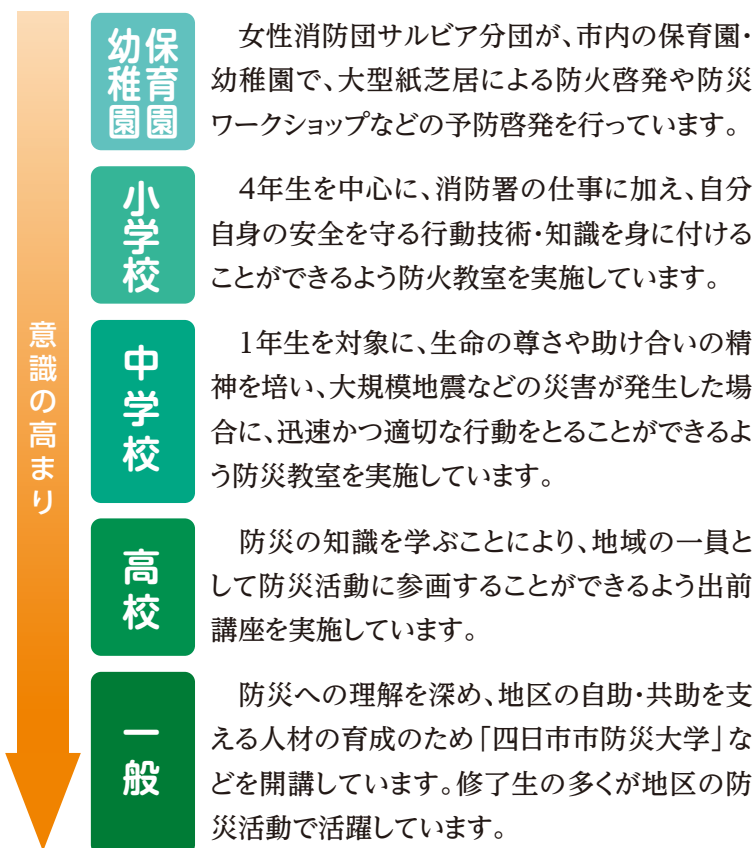 意識の高まり
保育園
幼稚園
女性消防団サルビア分団が、市内の保育園・
幼稚園で、大型紙芝居による防火啓発や防災
ワークショップなどの予防啓発を行っています。
小学校
4年生を中心に、消防署の仕事に加え、自分
自身の安全を守る行動技術・知識を身に付ける
ことができるよう防火教室を実施しています。
中学校
1年生を対象に、生命の尊さや助け合いの精
神を培い、大規模地震などの災害が発生した場
合に、迅速かつ適切な行動をとることができるよ
う防災教室を実施しています。
高校
防災の知識を学ぶことにより、地域の一員と
して防災活動に参画することができるよう出前
講座を実施しています。
一般
防災への理解を深め、地区の自助・共助を支
える人材の育成のため「四日市市防災大学」な
どを開講しています。修了生の多くが地区の防
災活動で活躍しています。